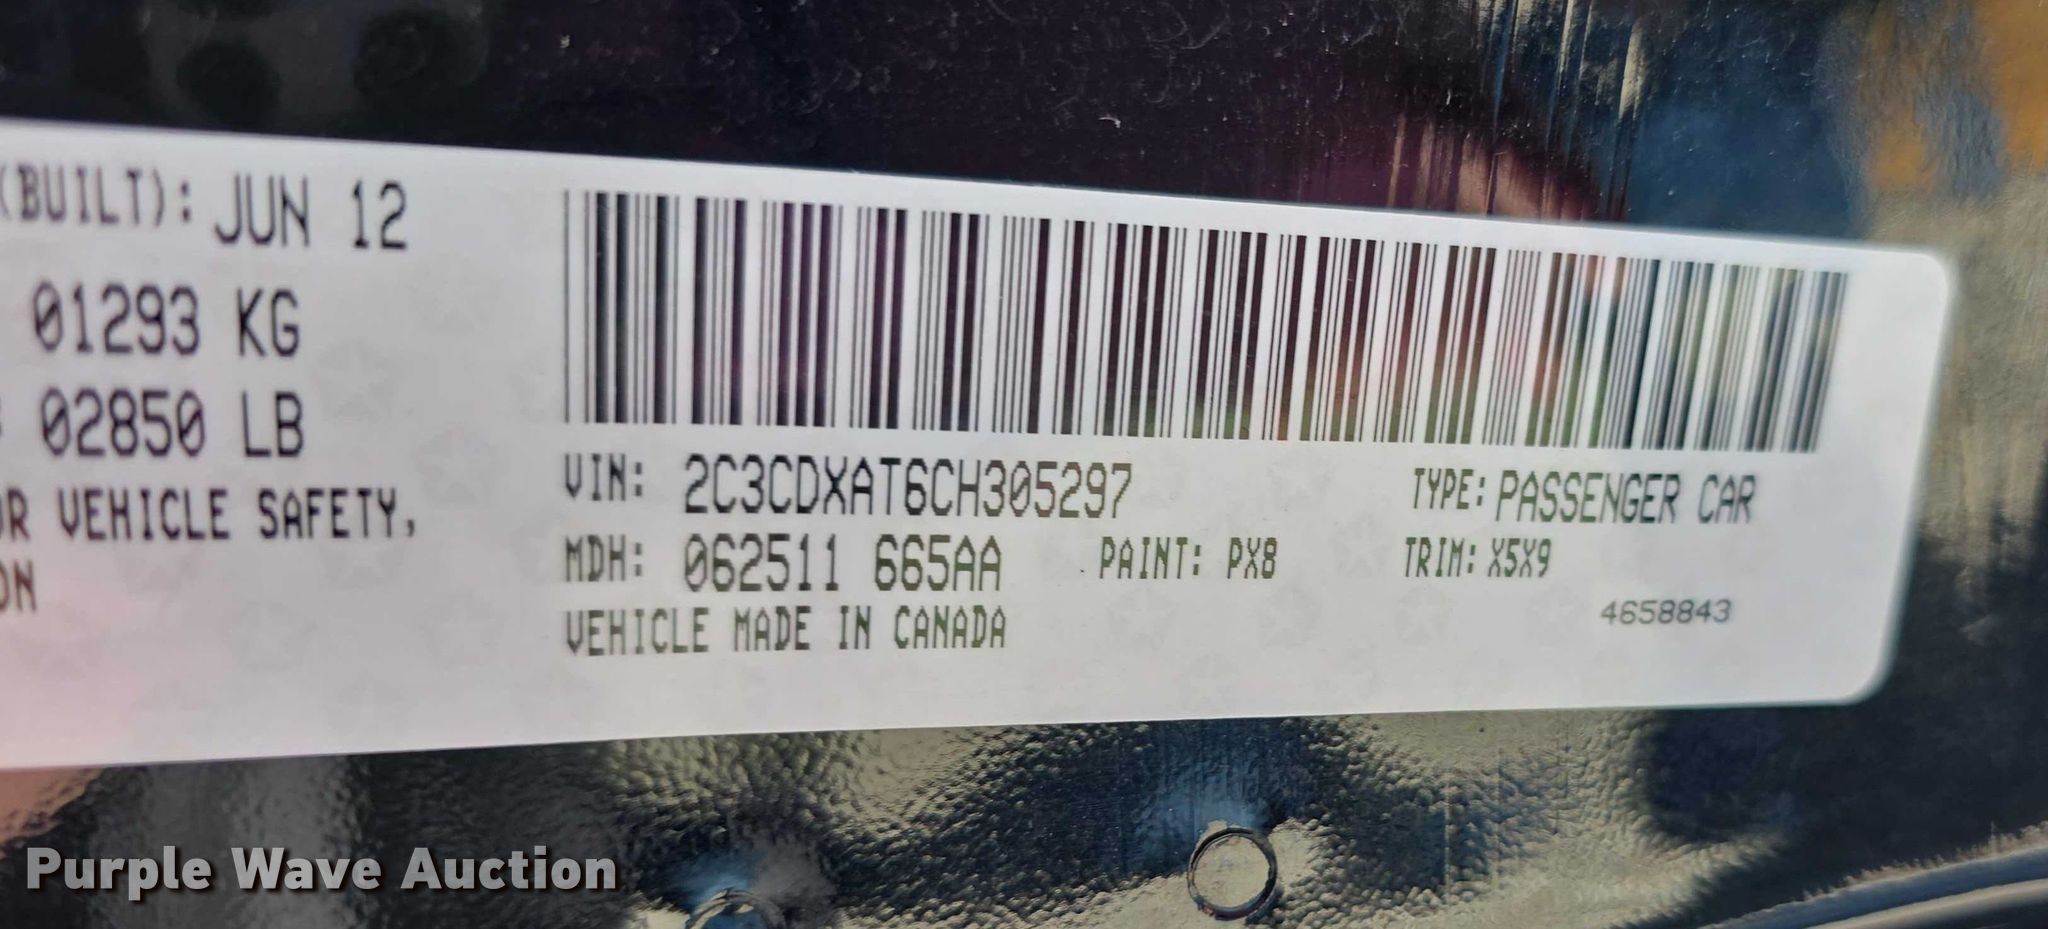 (BUILT): JUN 12
01293 KG
02850 LB
R VEHICLE SAFETY,
ON
VIN: 2C3CDXAT6CH305297
TYPE: PASSENGER CAR
MDH: 062511 665AA
PAINT: PX8
TRIM: X5X9
VEHICLE MADE IN CANADA
4658843
Purple Wave Auction